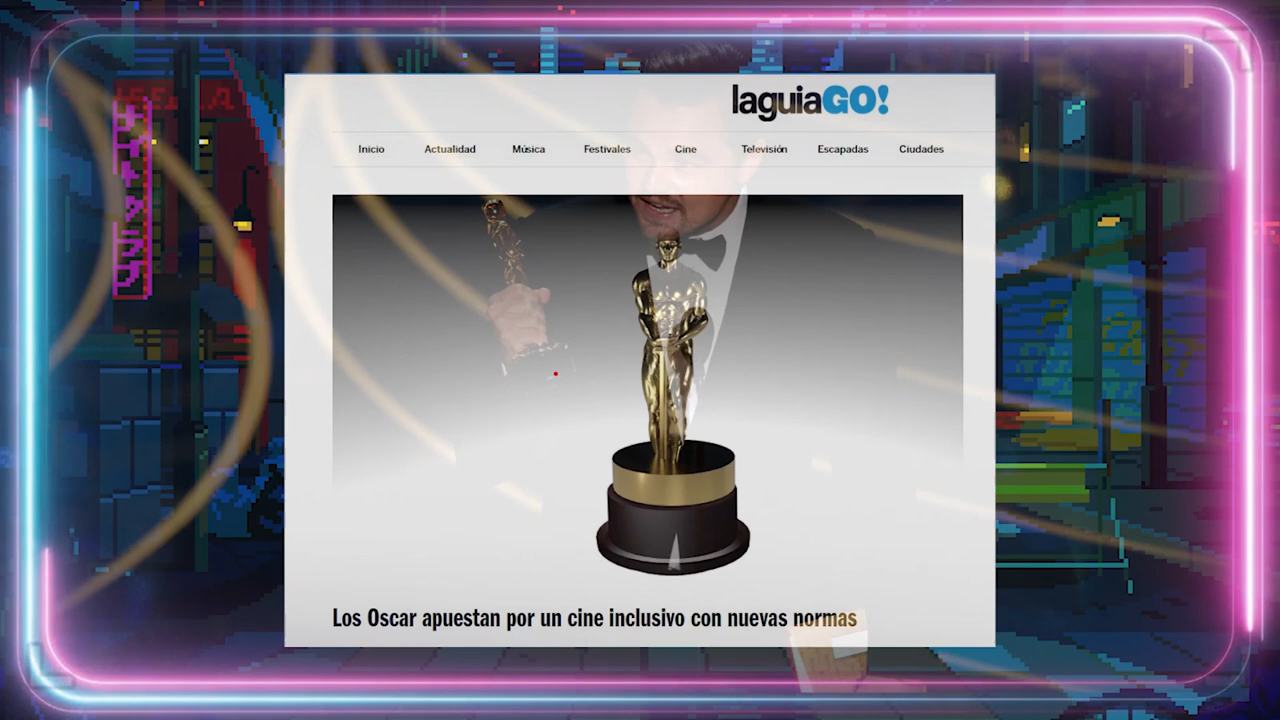 laguiaGO!
Inicio Actualidad Música Festivales Cine Televisión Escapadas Ciudades
Los Oscar apuestan por un cine inclusivo con nuevas normas